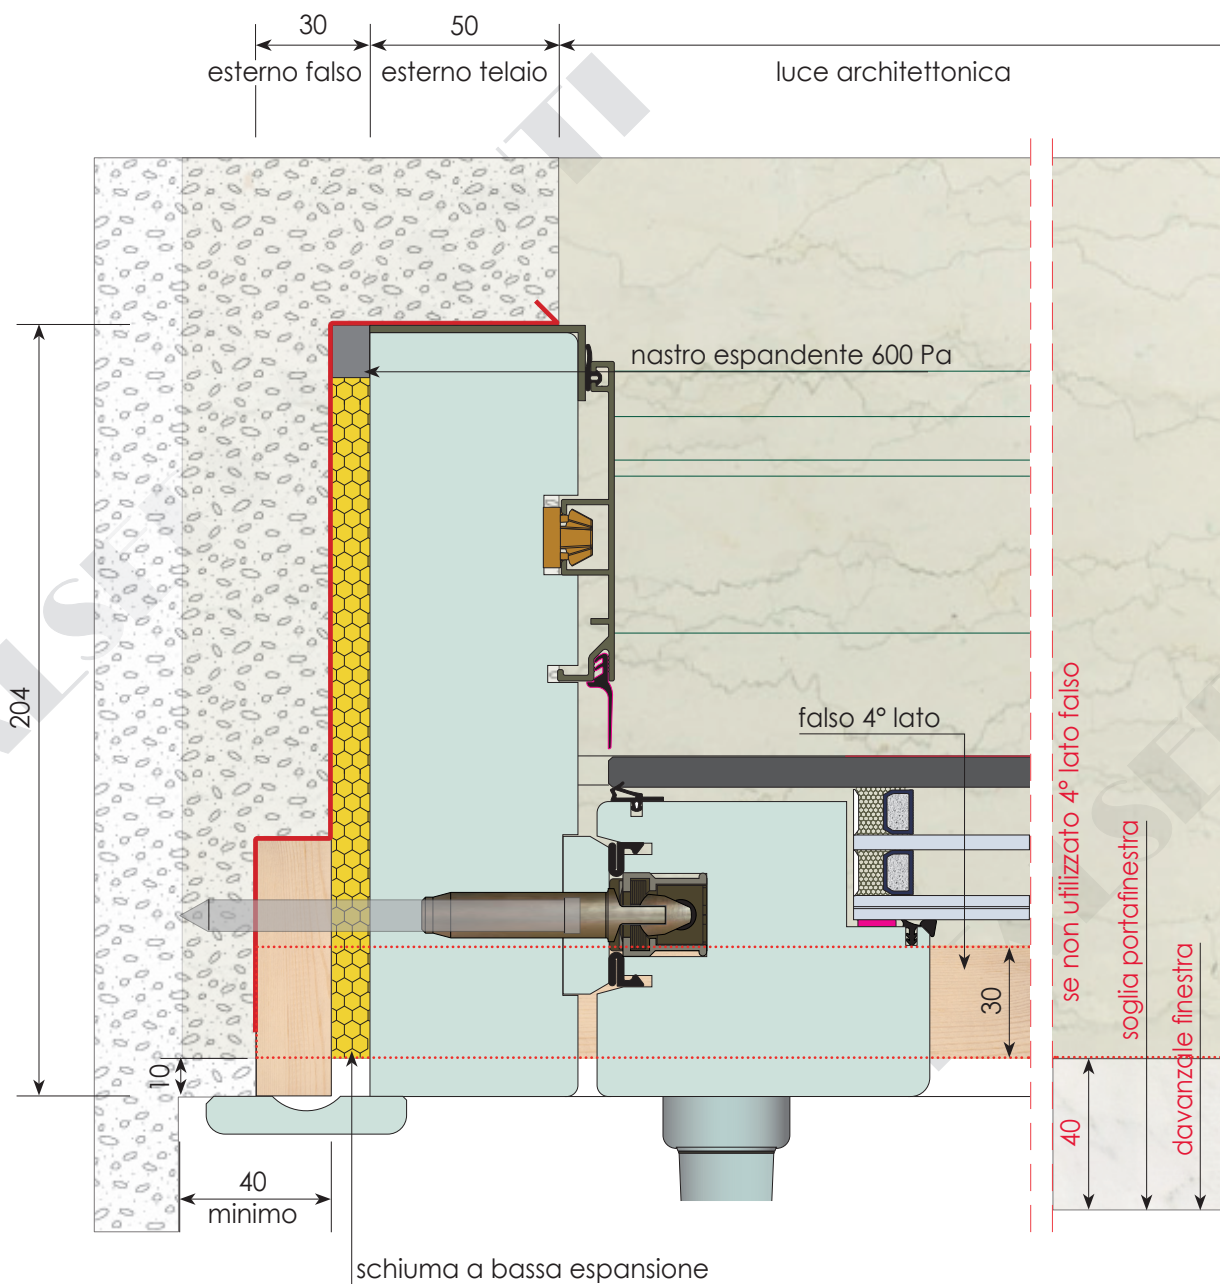 30
50
esterno falso
esterno telaio
luce architettonica
nastro espandente 600 Pa
204
falso 4° lato
se non utilizzato 4° lato falso
soglia portafinestra
davanzale finestra
30
10
40
40
minimo
schiuma a bassa espansione